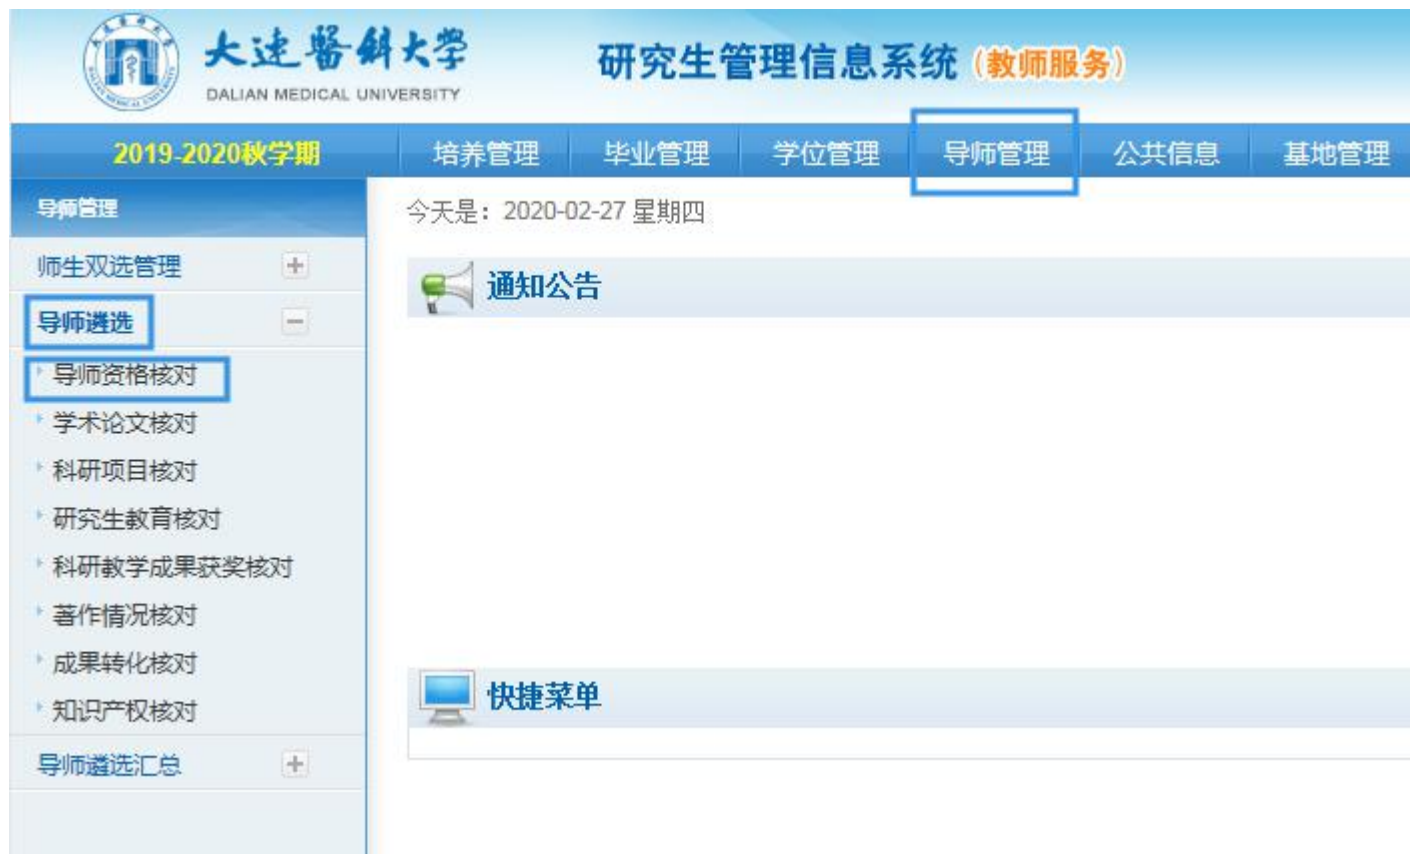 大连医科大学
DALIAN MEDICAL UNIVERSITY
研究生管理信息系统（教师服务）
2019-2020秋学期 培养管理 毕业管理 学位管理 导师管理 公共信息 基地管理
导师管理
今天是：2020-02-27 星期四
师生双选管理
通知公告
导师遴选
导师资格核对
学术论文核对
科研项目核对
研究生教育核对
科研教学成果获奖核对
著作情况核对
成果转化核对
知识产权核对
快捷菜单
导师遴选汇总